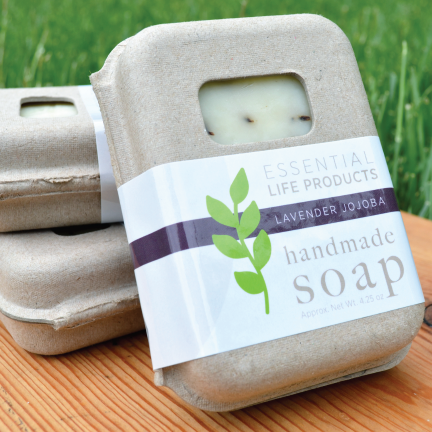 ESSENTIAL
LIFE PRODUCTS
LAVENDER JOJOBA
handmade
soap
Approx. Net Wt. 4.25 oz